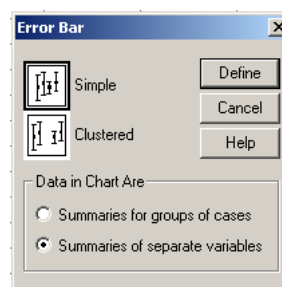 Error Bar
Simple
Clustered
Define
Cancel
Help
Data in Chart Are
Summaries for groups of cases
Summaries of separate variables